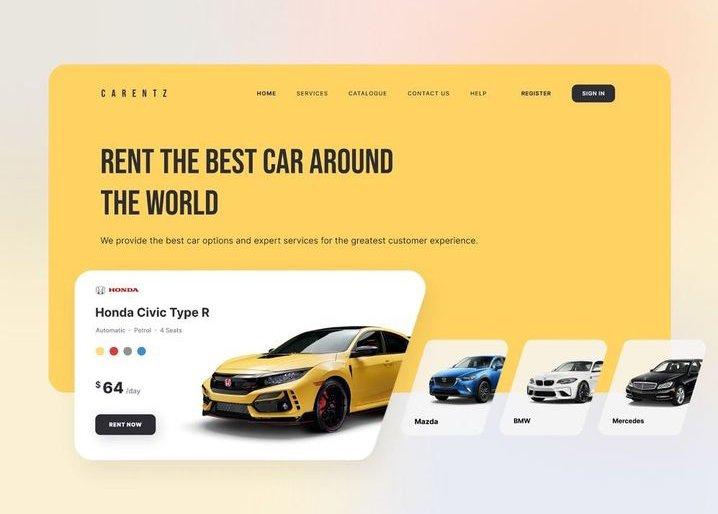 CARENTZ
HOME SERVICES CATALOGUE CONTACT US HELP REGISTER SIGN IN
RENT THE BEST CAR AROUND
THE WORLD
We provide the best car options and expert services for the greatest customer experience.
HONDA
Honda Civic Type R
Automatic - Petrol - 4 Seats
$64 /day
RENT NOW
Mazda
BMW
Mercedes